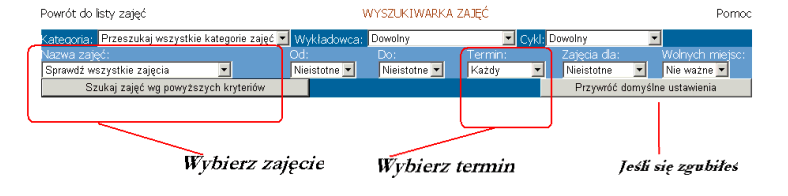 Powrót do listy zajęć WYSZUKIWARKA ZAJĘĆ Pomoc
Kategoria: Przeszukaj wszystkie kategorie zajęć Wykładowca: Dowolny Cykl: Dowolny
Nazwa zajęć: Od: Do: Termin: Zajęcia dla: Wolnych miejsc:
Sprawdź wszystkie zajęcia Nieistotne Nieistotne Każdy Nieistotne Nie ważne
Szukaj zajęć wg powyższych kryteriów Przywróć domyślne ustawienia
Wybierz zajęcie Wybierz termin Jeśli się zgubiłeś